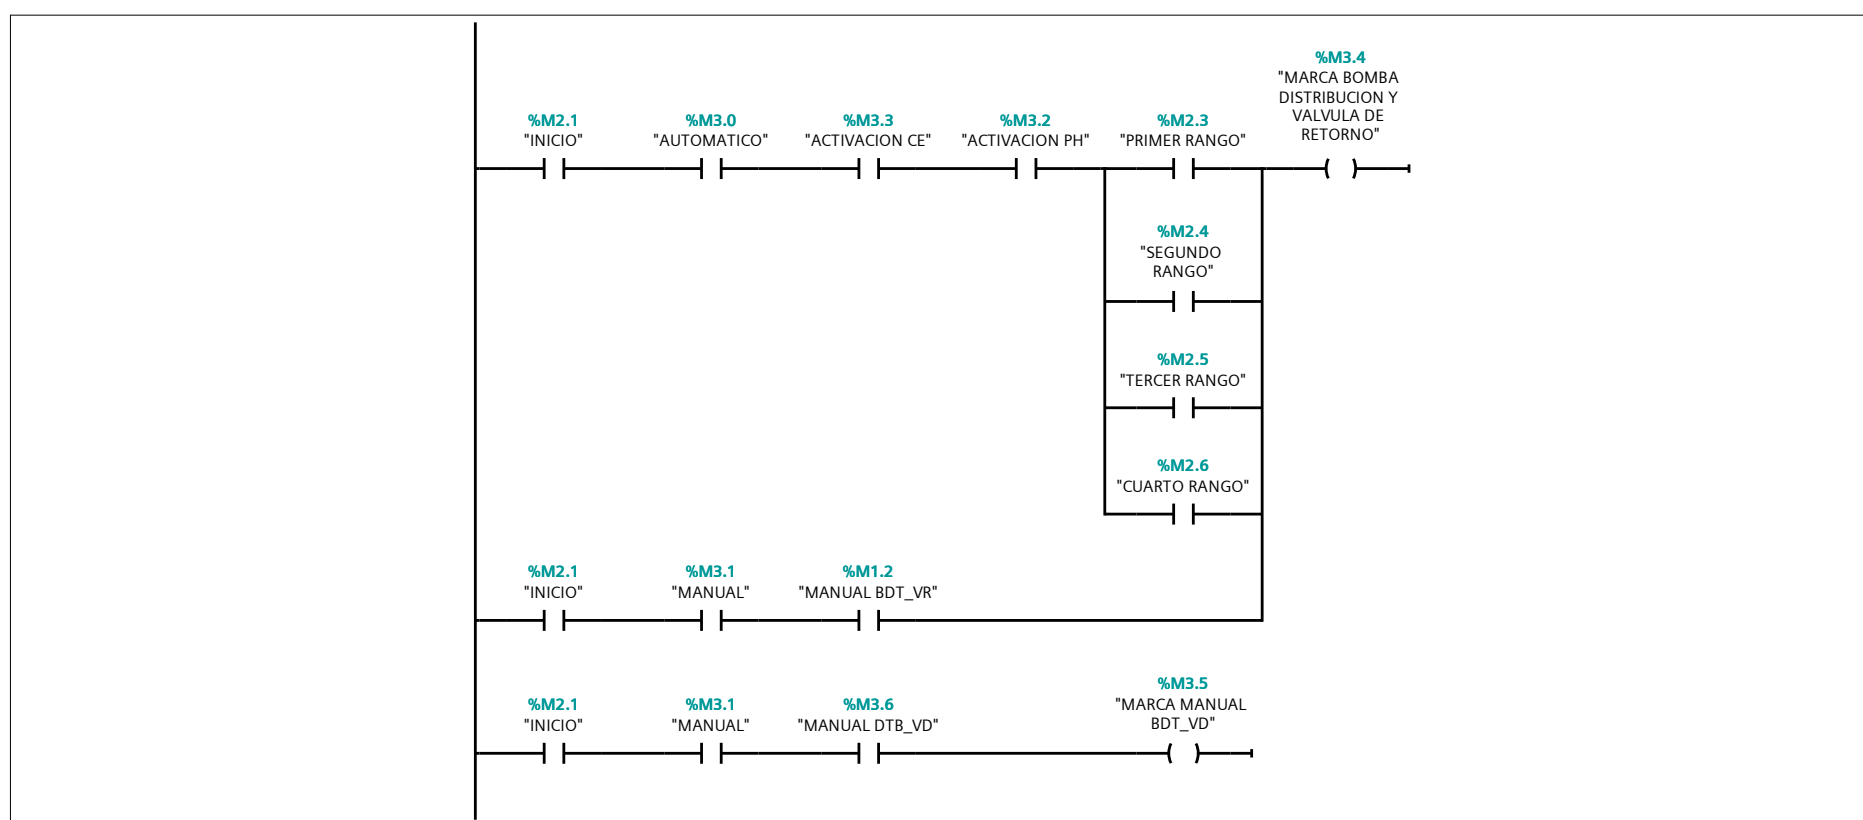 %M3.4
"MARCA BOMBA
DISTRIBUCION Y
VALVULA DE
RETORNO"
%M2.1
"INICIO"
%M3.0
"AUTOMATICO"
%M3.3
"ACTIVACION CE"
%M3.2
"ACTIVACION PH"
%M2.3
"PRIMER RANGO"
%M2.4
"SEGUNDO
RANGO"
%M2.5
"TERCER RANGO"
%M2.6
"CUARTO RANGO"
%M2.1
"INICIO"
%M3.1
"MANUAL"
%M1.2
"MANUAL BDT_VR"
%M2.1
"INICIO"
%M3.1
"MANUAL"
%M3.6
"MANUAL DTB_VD"
%M3.5
"MARCA MANUAL
BDT_VD"